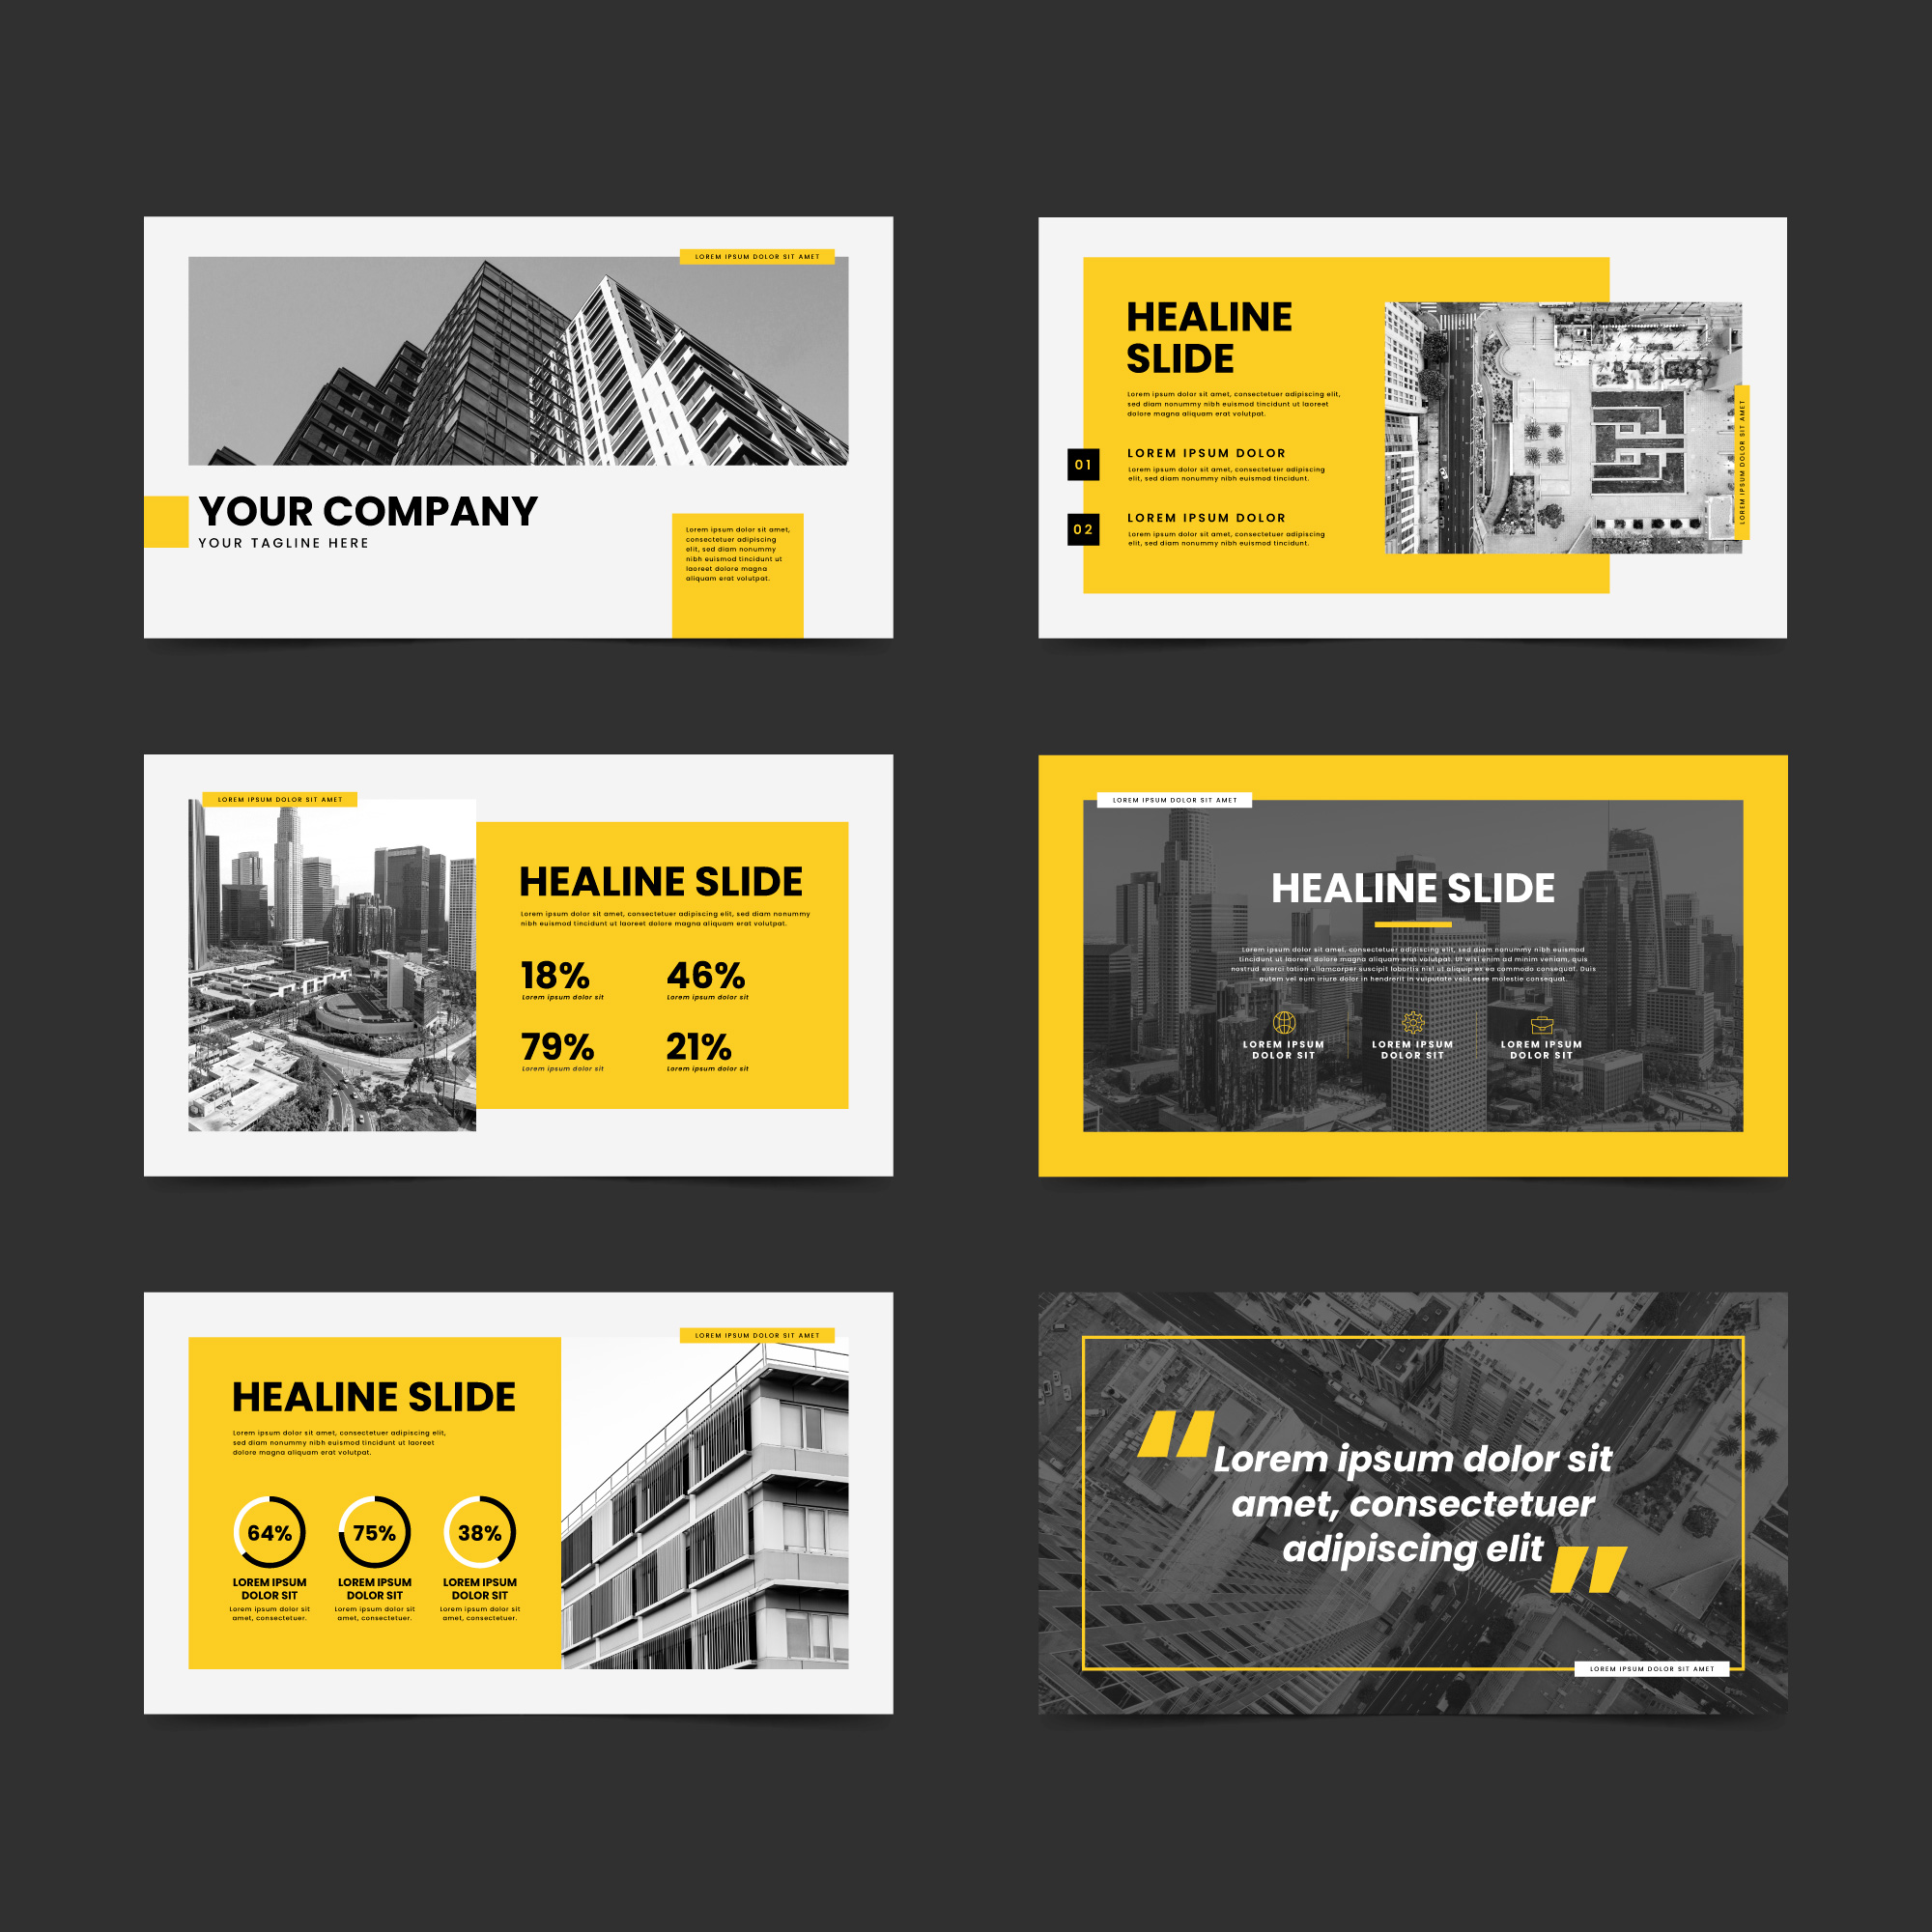 LOREM IPSUM DOLOR SIT AMET
YOUR COMPANY
YOUR TAGLINE HERE
Lorem ipsum dolor sit amet,
consectetuer adipiscing
elit, sed diam nonummy
nibh euismod tincidunt ut
laoreet dolore magna
aliquam erat volutpat.
HEALINE
SLIDE
Lorem ipsum dolor sit amet, consectetuer adipiscing elit,
sed diam nonummy nibh euismod tincidunt ut laoreet
dolore magna aliquam erat volutpat.
01
LOREM IPSUM DOLOR
Lorem ipsum dolor sit amet, consectetuer adipiscing
elit, sed diam nonummy nibh euismod tincidunt.
02
LOREM IPSUM DOLOR
Lorem ipsum dolor sit amet, consectetuer adipiscing
elit, sed diam nonummy nibh euismod tincidunt.
LOREM IPSUM DOLOR SIT AMET
LOREM IPSUM DOLOR SIT AMET
HEALINE SLIDE
Lorem ipsum dolor sit amet, consectetuer adipiscing elit, sed diam nonummy
nibh euismod tincidunt ut laoreet dolore magna aliquam erat volutpat.
18%
Lorem ipsum dolor sit
46%
Lorem ipsum dolor sit
79%
Lorem ipsum dolor sit
21%
Lorem ipsum dolor sit
LOREM IPSUM DOLOR SIT AMET
HEALINE SLIDE
Lorem ipsum dolor sit amet, consectetuer adipiscing elit, sed diam nonummy nibh euismod
tincidunt ut laoreet dolore magna aliquam erat volutpat. Ut wisi enim ad minim veniam, quis
nostrud exerci tation ullamcorper suscipit lobortis nisl ut aliquip ex ea commodo consequat. Duis
autem vel eum iriure dolor in hendrerit in vulputate velit esse molestie consequat.
LOREM IPSUM
DOLOR SIT
LOREM IPSUM
DOLOR SIT
LOREM IPSUM
DOLOR SIT
LOREM IPSUM DOLOR SIT AMET
HEALINE SLIDE
Lorem ipsum dolor sit amet, consectetuer adipiscing elit,
sed diam nonummy nibh euismod tincidunt ut laoreet
dolore magna aliquam erat volutpat.
64%
LOREM IPSUM
DOLOR SIT
Lorem ipsum dolor sit
amet, consectetuer.
75%
LOREM IPSUM
DOLOR SIT
Lorem ipsum dolor sit
amet, consectetuer.
38%
LOREM IPSUM
DOLOR SIT
Lorem ipsum dolor sit
amet, consectetuer.
"Lorem ipsum dolor sit
amet, consectetuer
adipiscing elit"
LOREM IPSUM DOLOR SIT AMET